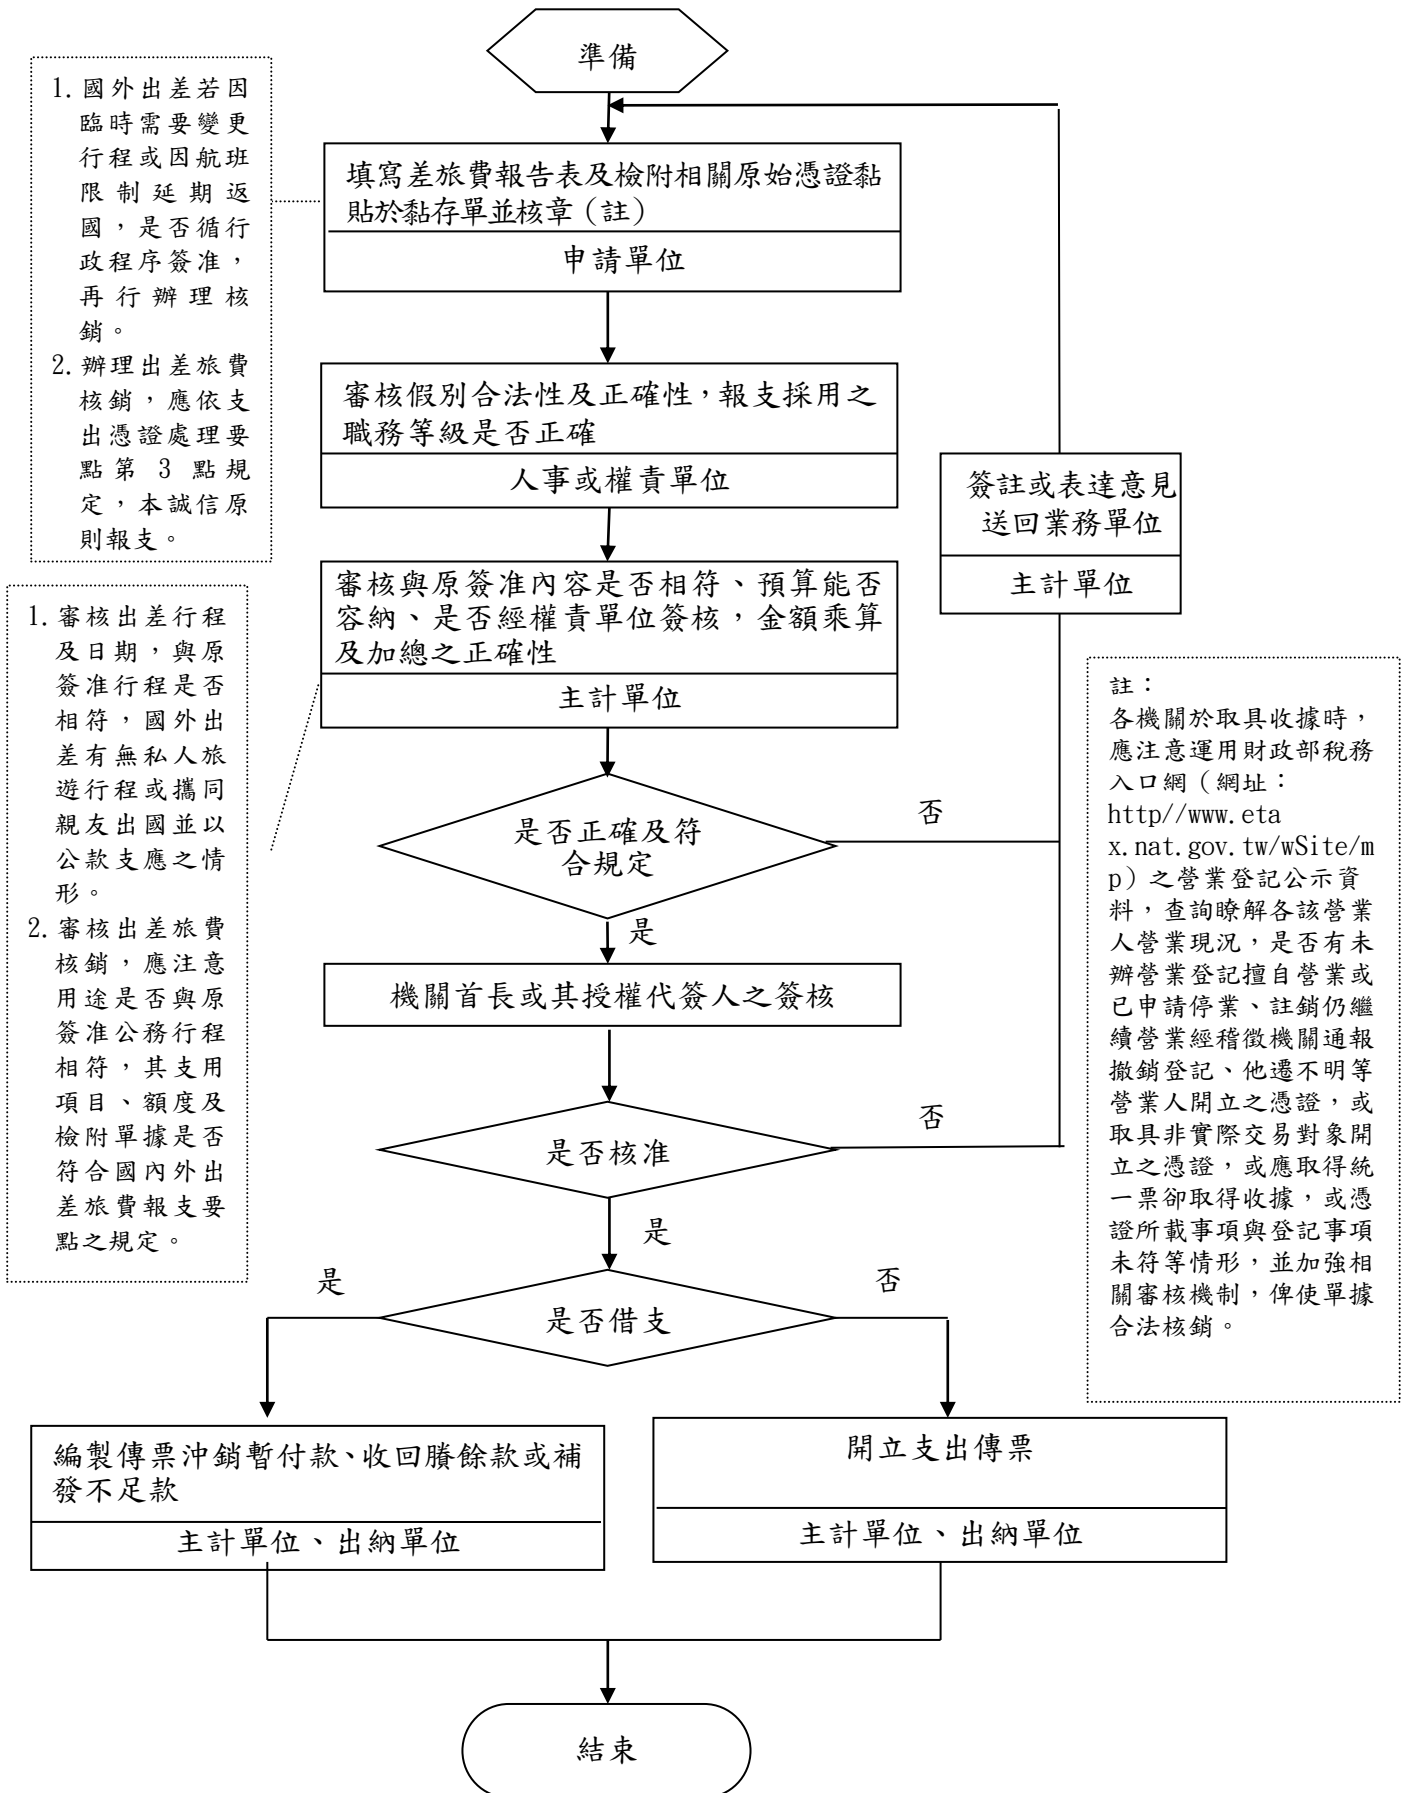 準備
1. 國外出差若因
臨時需要變更
行程或因航班
限制延期返
國，是否循行
政程序簽准，
再行辦理核
銷。
2. 辦理出差旅費
核銷，應依支
出憑證處理要
點第 3 點規
定，本誠信原
則報支。
填寫差旅費報告表及檢附相關原始憑證黏
貼於黏存單並核章（註）
申請單位
審核假別合法性及正確性，報支採用之
職務等級是否正確
人事或權責單位
簽註或表達意見
送回業務單位
主計單位
審核與原簽准內容是否相符、預算能否
容納、是否經權責單位簽核，金額乘算
及加總之正確性
主計單位
1. 審核出差行程
及日期，與原
簽准行程是否
相符，國外出
差有無私人旅
遊行程或攜同
親友出國並以
公款支應之情
形。
2. 審核出差旅費
核銷，應注意
用途是否與原
簽准公務行程
相符，其支用
項目、額度及
檢附單據是否
符合國內外出
差旅費報支要
點之規定。
註：
各機關於取具收據時，
應注意運用財政部稅務
入口網（網址：
http//www.eta
x.nat.gov.tw/wSite/m
p）之營業登記公示資
料，查詢瞭解各該營業
人營業現況，是否有未
辦營業登記擅自營業或
已申請停業、註銷仍繼
續營業經稽徵機關通報
撤銷登記、他遷不明等
營業人開立之憑證，或
取具非實際交易對象開
立之憑證，或應取得統
一票卻取得收據，或憑
證所載事項與登記事項
未符等情形，並加強相
關審核機制，俾使單據
合法核銷。
是否正確及符
合規定
否
是
機關首長或其授權代簽人之簽核
是否核准
否
是
是否借支
是
否
編製傳票沖銷暫付款、收回賸餘款或補
發不足款
主計單位、出納單位
開立支出傳票
主計單位、出納單位
結束